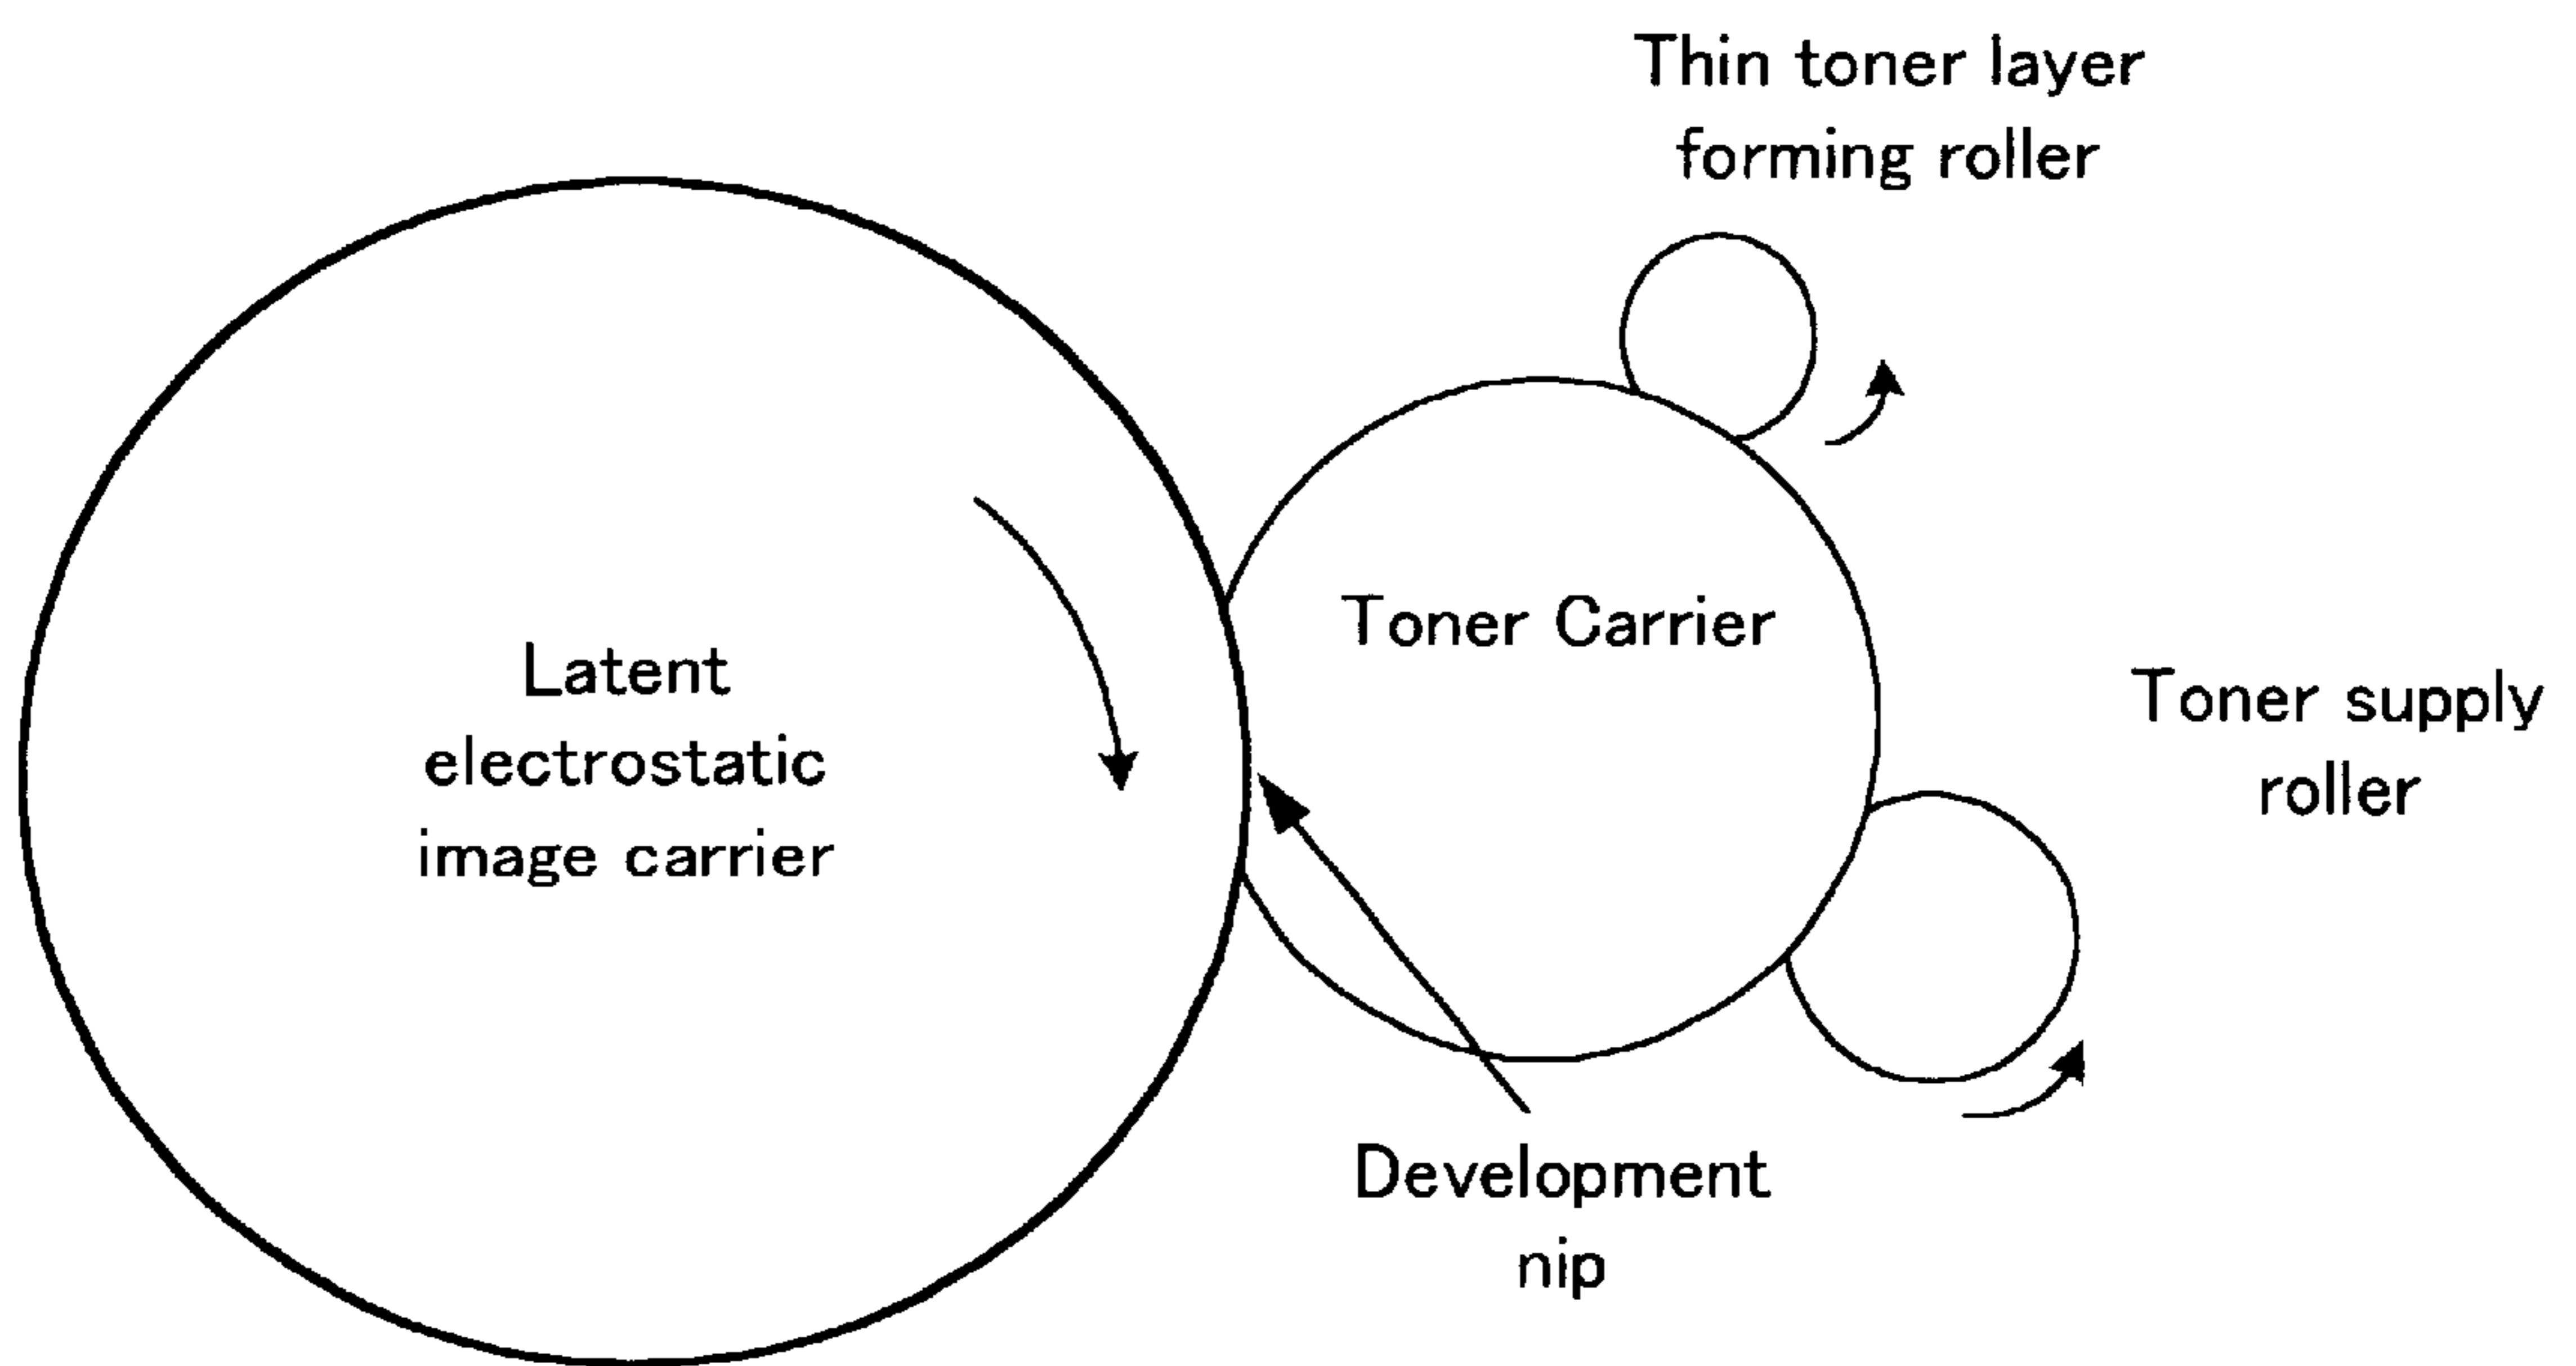 Thin toner layer
forming roller
Toner Carrier
Latent
electrostatic
image carrier
Toner supply
roller
Development
nip